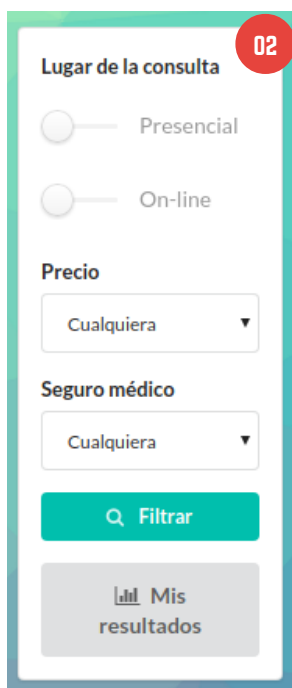 02
Lugar de la consulta
Presencial
On-line
Precio
Cualquiera
Seguro médico
Cualquiera
Filtrar
Mis
resultados